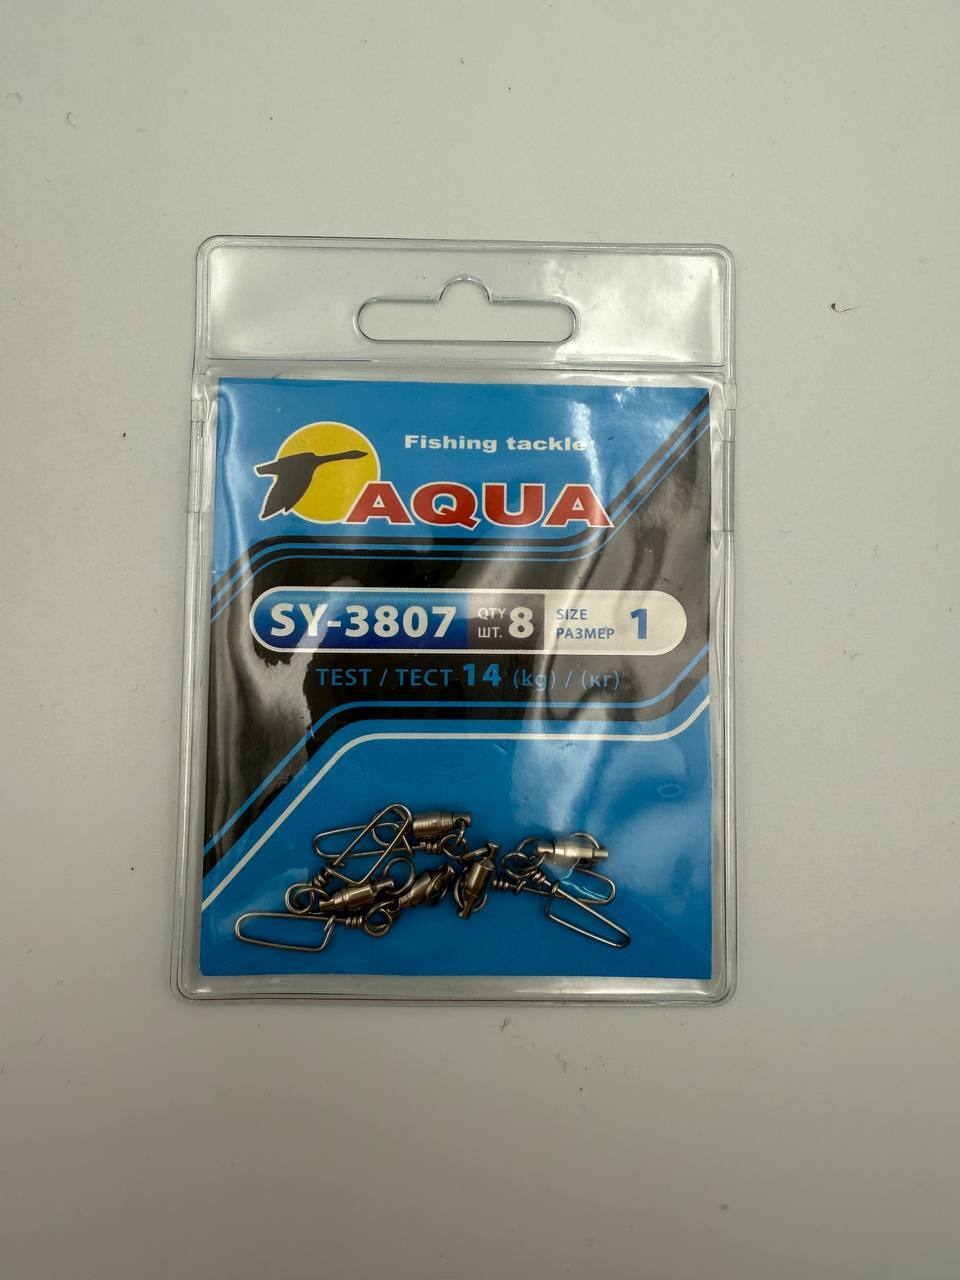 Fishing tackle
AQUA
SY-3807 QTY ШТ. 8 SIZE РАЗМЕР 1
TEST / ТЕСТ 14 (kg) / (кг)